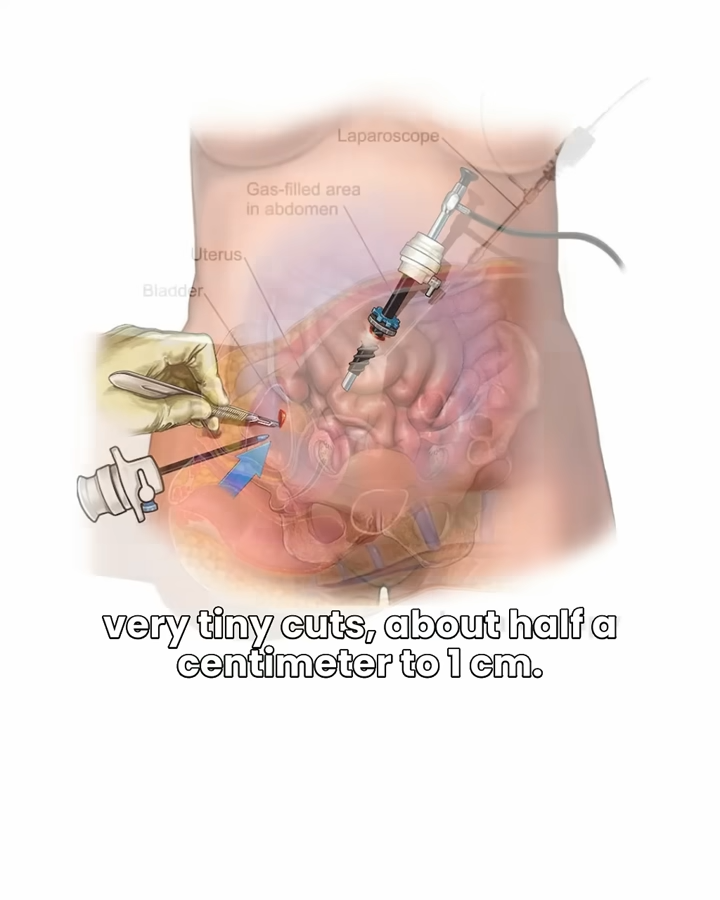 Laparoscope
Gas-filled area
in abdomen
Uterus
Bladder
very tiny cuts, about half a
centimeter to 1 cm.